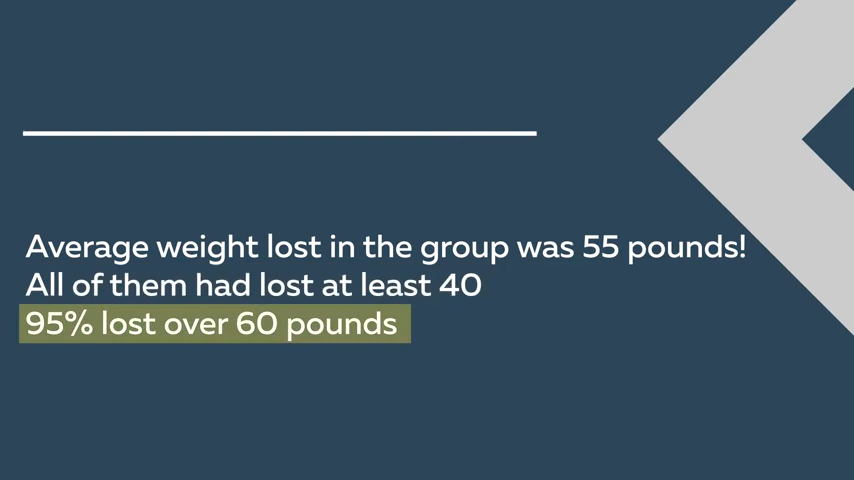 Average weight lost in the group was 55 pounds!
All of them had lost at least 40
95% lost over 60 pounds